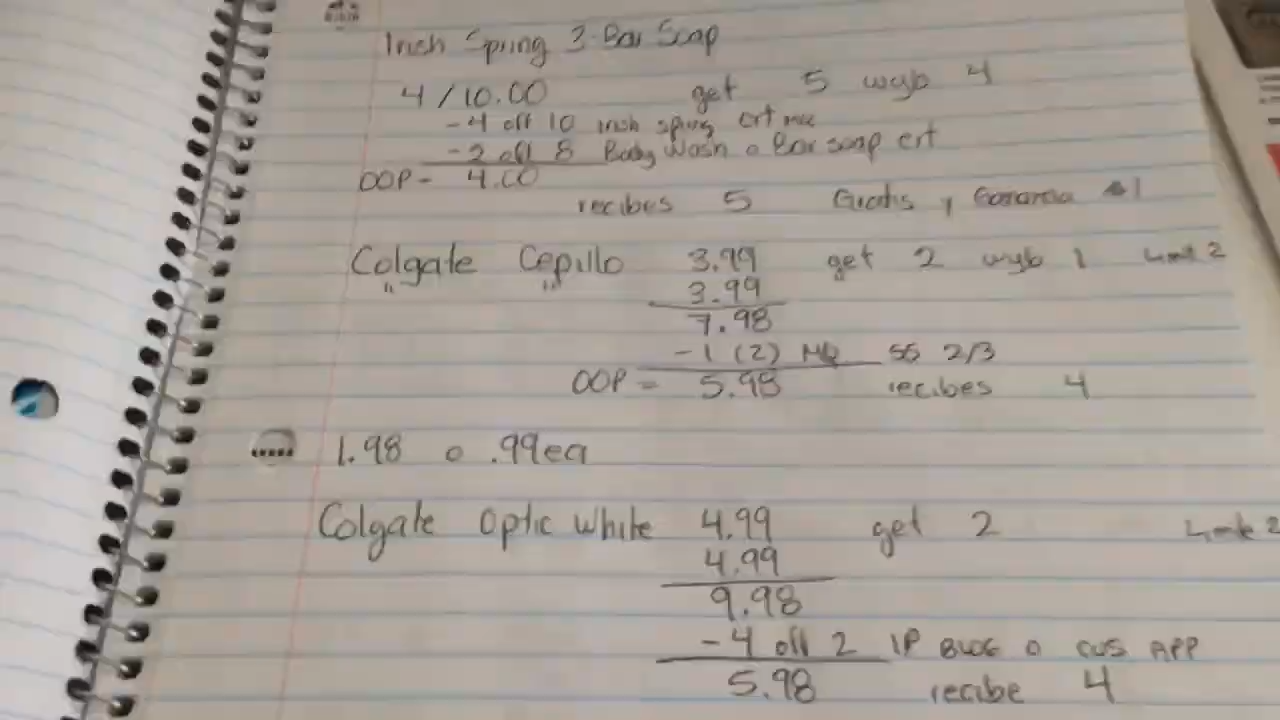 Irish Spring 3 Bar Soap
4/10.00 get 5 wyb 4
-4 off 10 irish spring crt
-2 off 8 Body Wash o Bar soap crt
OOP- 4.00
recibes 5 Gratis y Ganancia 1
Colgate Cepillo 3.99 get 2 wyb 1 Limit 2
" " 3.99
7.98
-1 (2) MQ SS 2/3
OOP = 5.98 recibes 4
1.98 o .99ea
Colgate Optic White 4.99 get 2 Limite 2
4.99
9.98
-4 off 2 IP BLOG o CVS APP
5.98 recibe 4